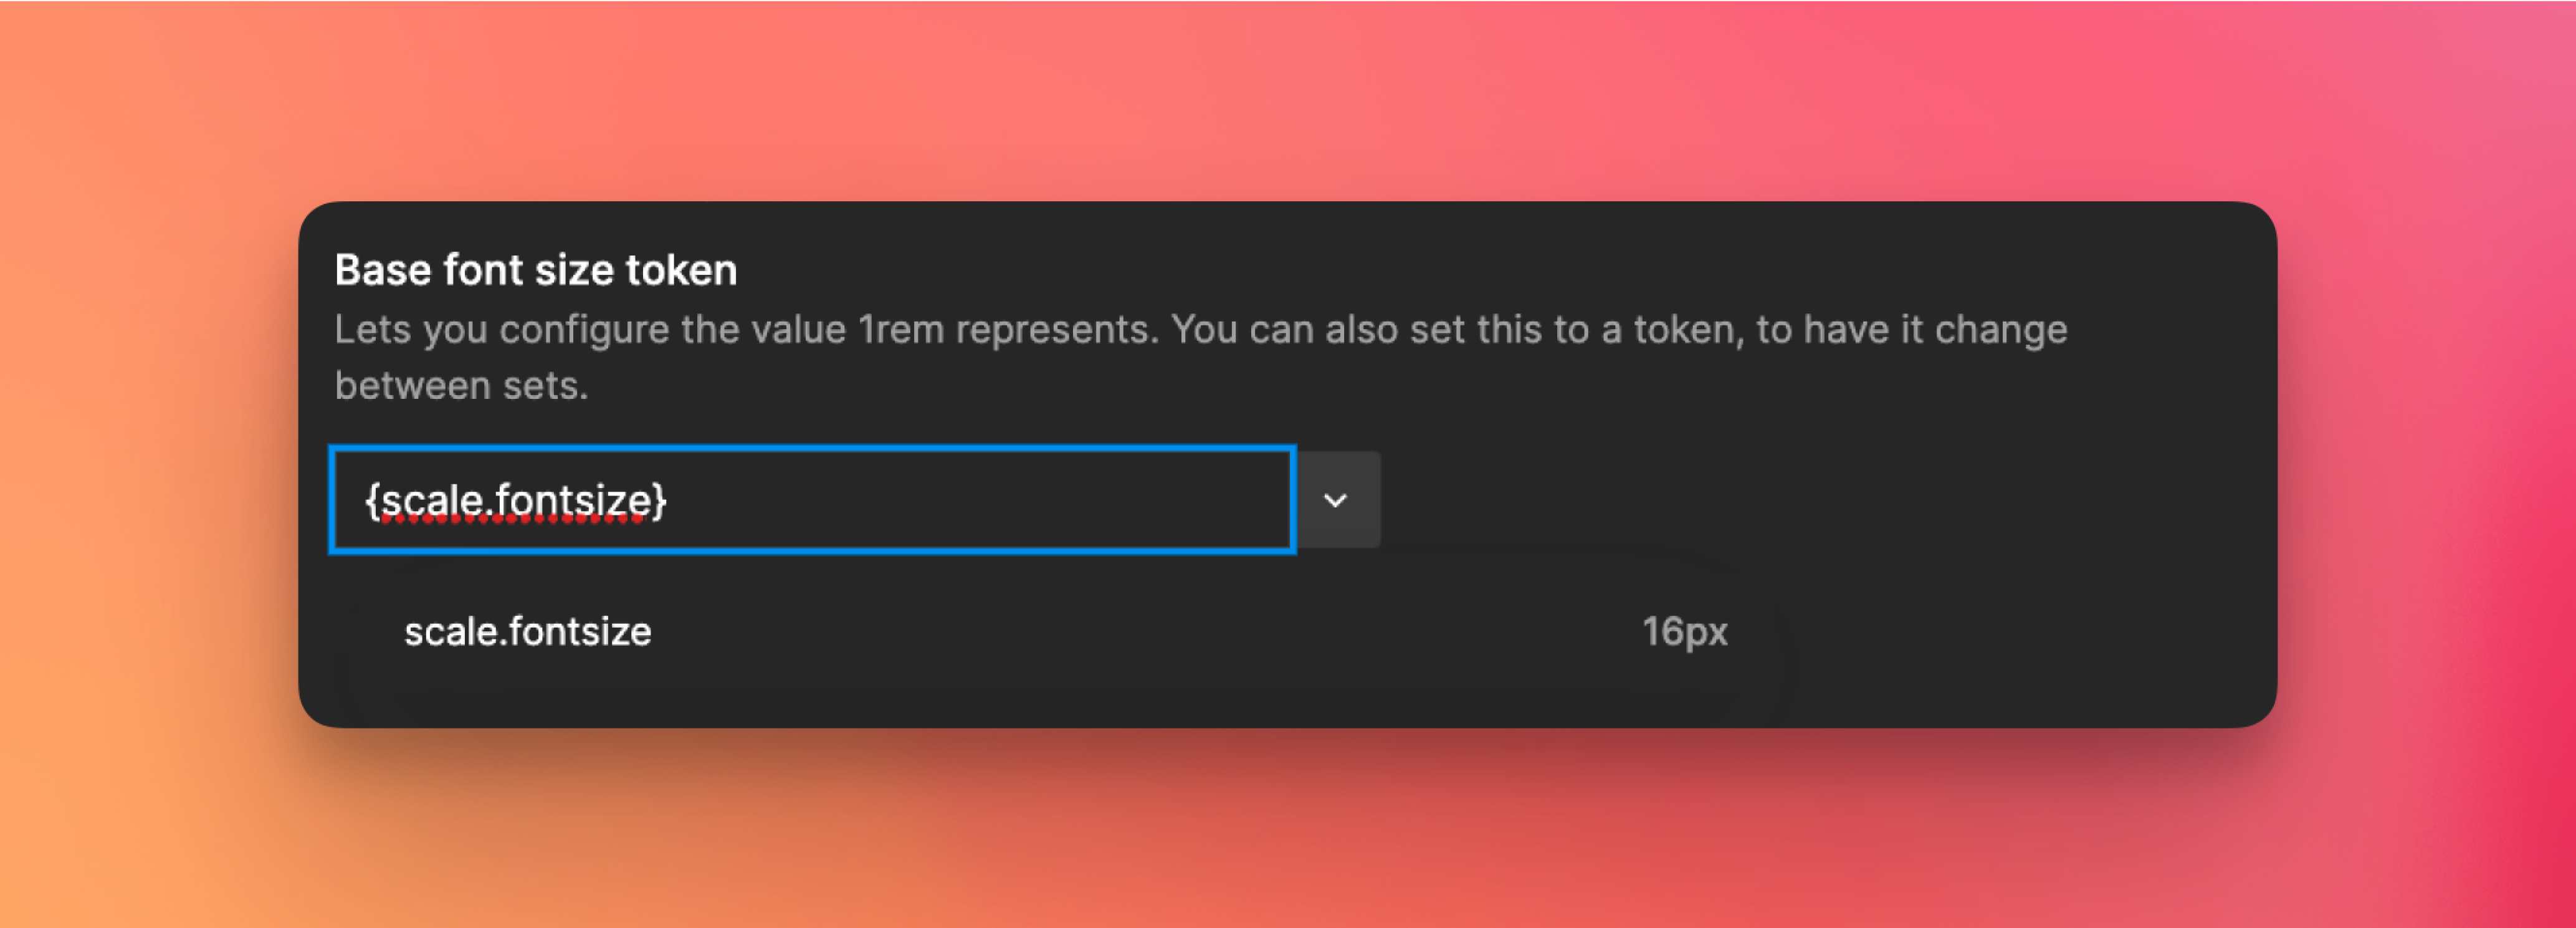 Base font size token
Lets you configure the value 1rem represents. You can also set this to a token, to have it change
between sets.
{scale.fontsize}
scale.fontsize 16px